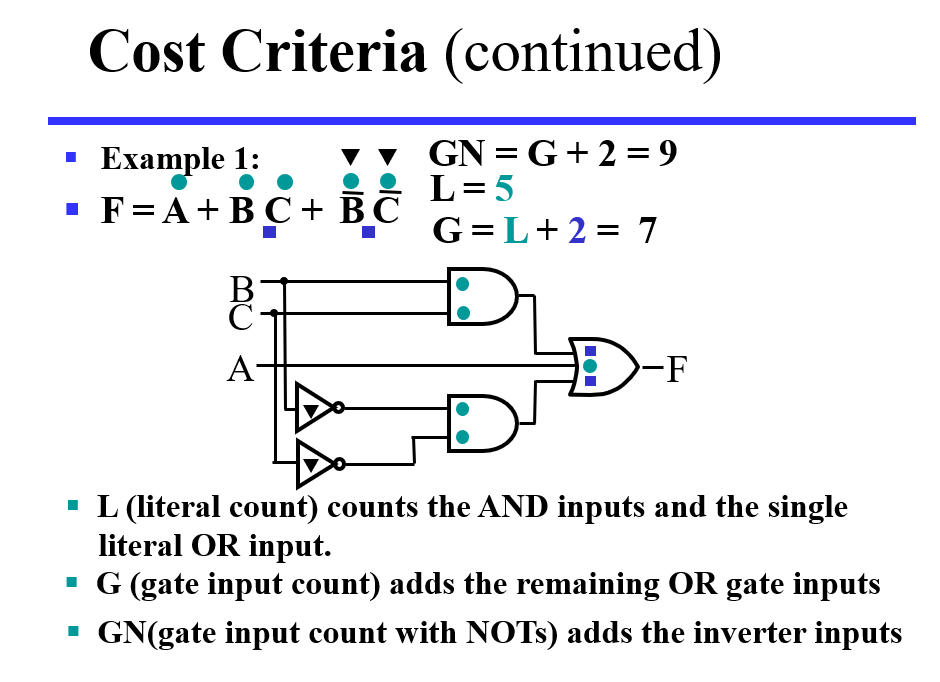 Cost Criteria (continued)
Example 1:
F = A + B C + B̅ C̅
GN = G + 2 = 9
L = 5
G = L + 2 = 7
B
C
A
F
L (literal count) counts the AND inputs and the single
literal OR input.
G (gate input count) adds the remaining OR gate inputs
GN(gate input count with NOTs) adds the inverter inputs